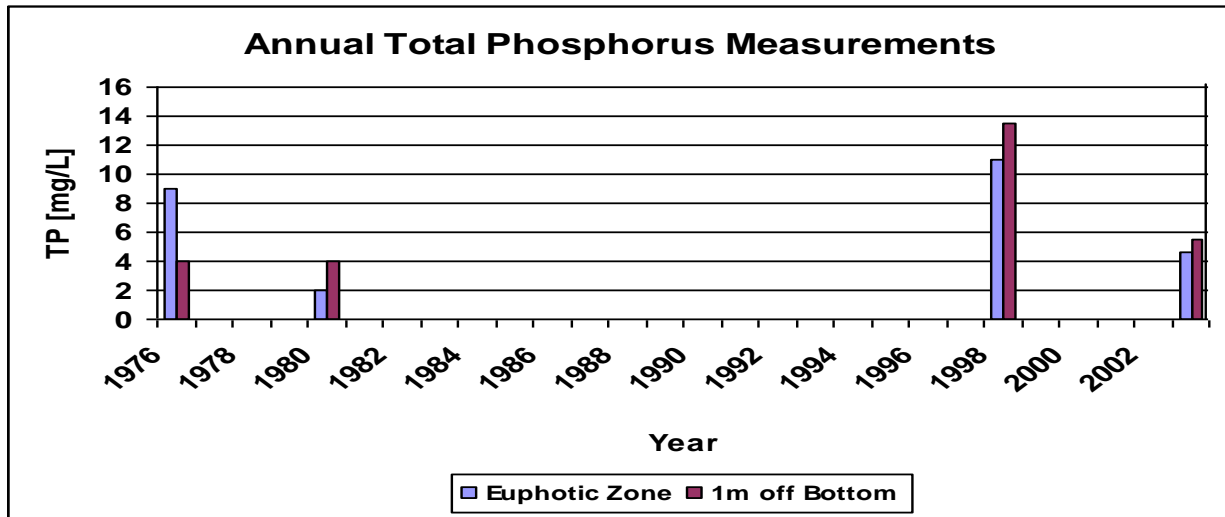 Annual Total Phosphorus Measurements
TP [mg/L]
16
14
12
10
8
6
4
2
0
1976 1978 1980 1982 1984 1986 1988 1990 1992 1994 1996 1998 2000 2002
Year
Euphotic Zone 1m off Bottom